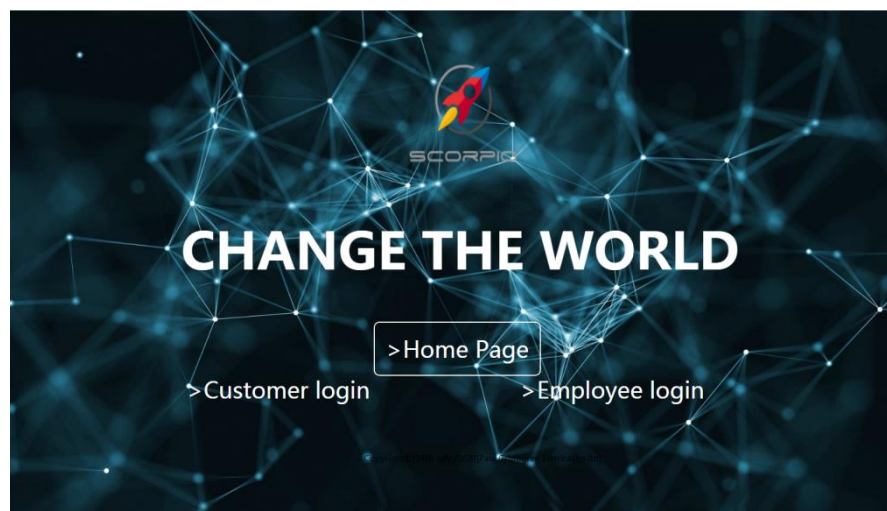 SCORPIO
CHANGE THE WORLD
>Home Page
>Customer login
>Employee login